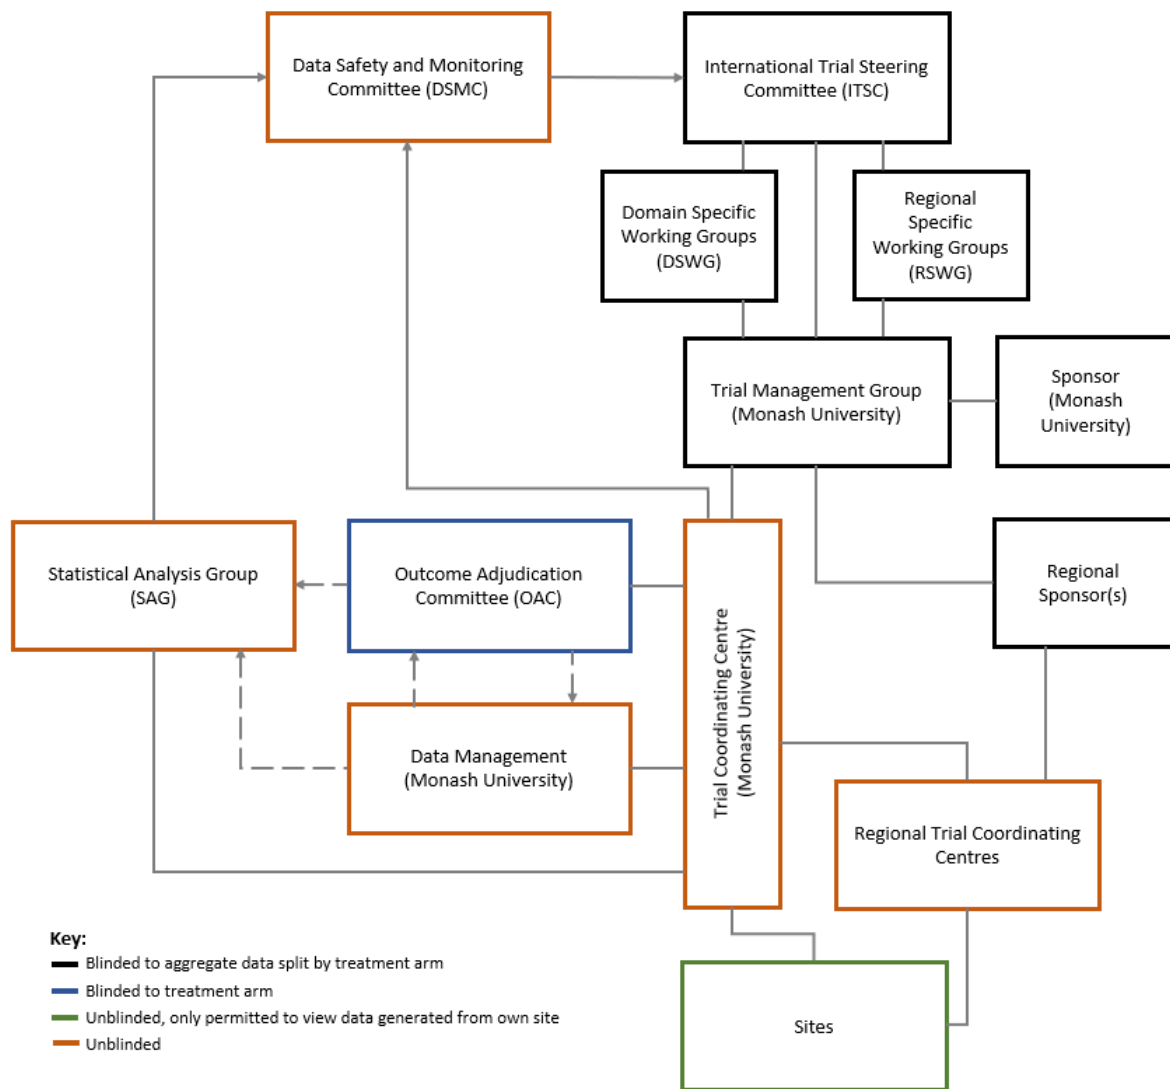 Data Safety and Monitoring
Committee (DSMC)
International Trial Steering
Committee (ITSC)
Domain Specific
Working Groups
(DSWG)
Regional
Specific
Working Groups
(RSWG)
Trial Management Group
(Monash University)
Sponsor
(Monash
University)
Statistical Analysis Group
(SAG)
Outcome Adjudication
Committee (OAC)
Trial Coordinating Centre
(Monash University)
Regional
Sponsor(s)
Data Management
(Monash University)
Regional Trial Coordinating
Centres
Sites
Key:
Blinded to aggregate data split by treatment arm
Blinded to treatment arm
Unblinded, only permitted to view data generated from own site
Unblinded